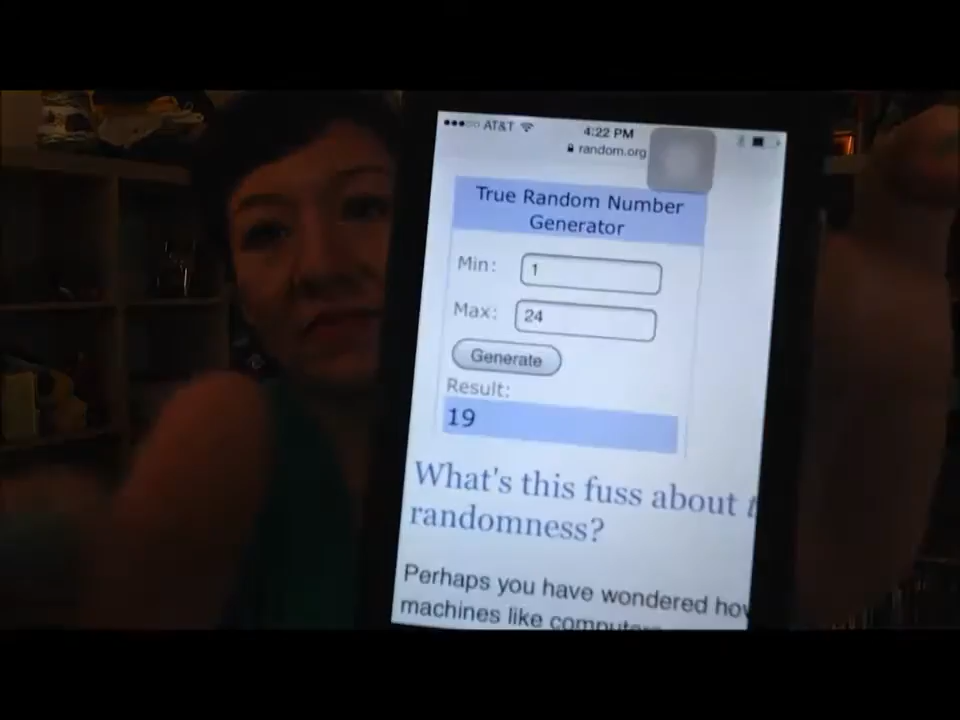 AT&T 4:22 PM
random.org
True Random Number
Generator
Min: 1
Max: 24
Generate
Result:
19
What's this fuss about
randomness?
Perhaps you have wondered how
machines like computers